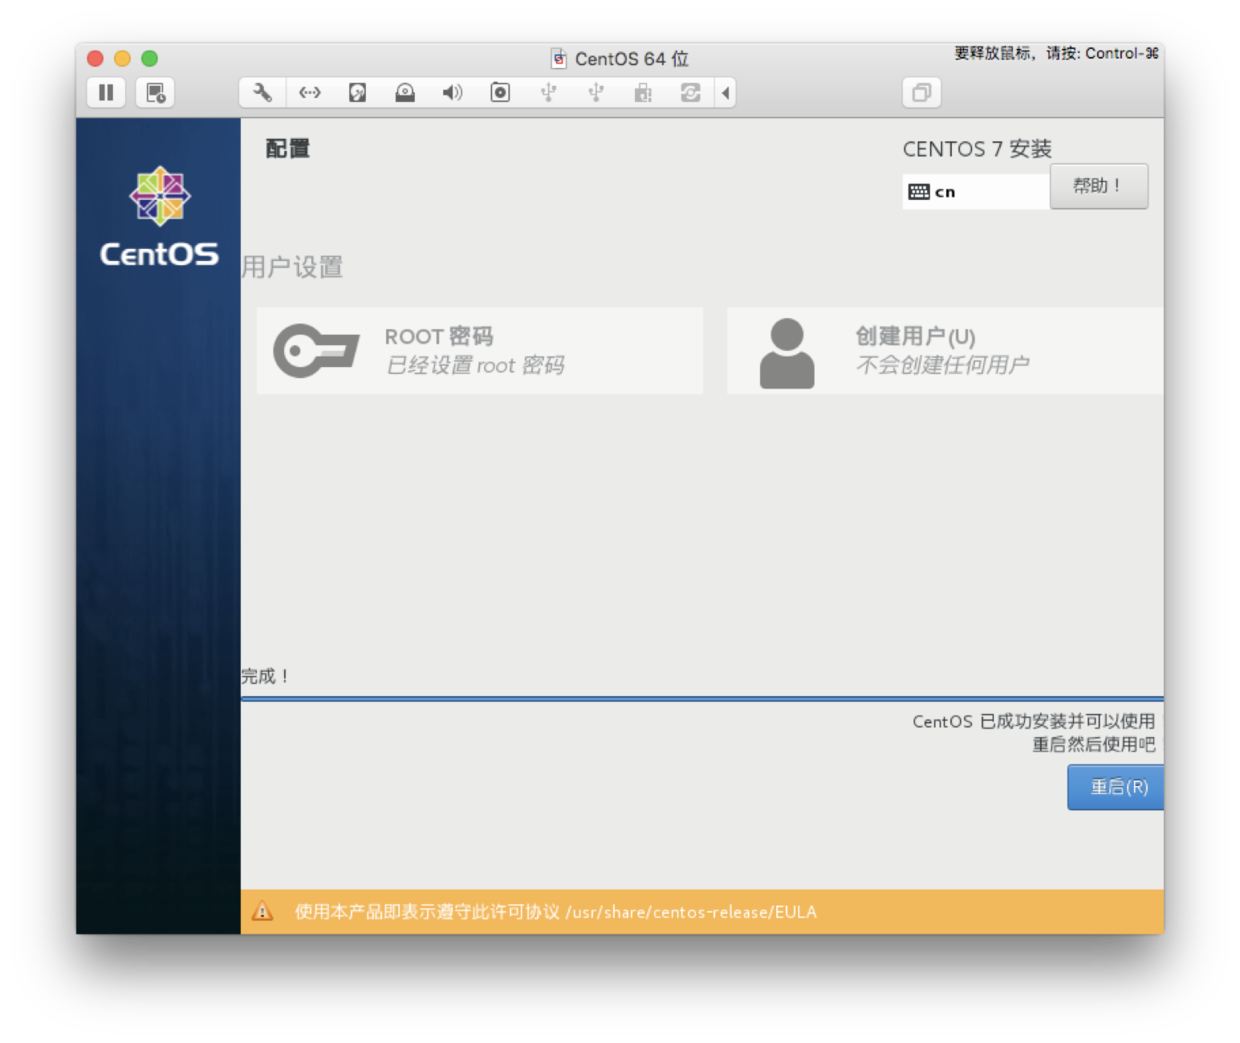 CentOS 64 位
要释放鼠标，请按: Control-⌘
配置
CENTOS 7 安装
cn
帮助！
CentOS
用户设置
ROOT 密码
已经设置 root 密码
创建用户(U)
不会创建任何用户
完成！
CentOS 已成功安装并可以使用
重启然后使用吧
重启(R)
使用本产品即表示遵守此许可协议 /usr/share/centos-release/EULA